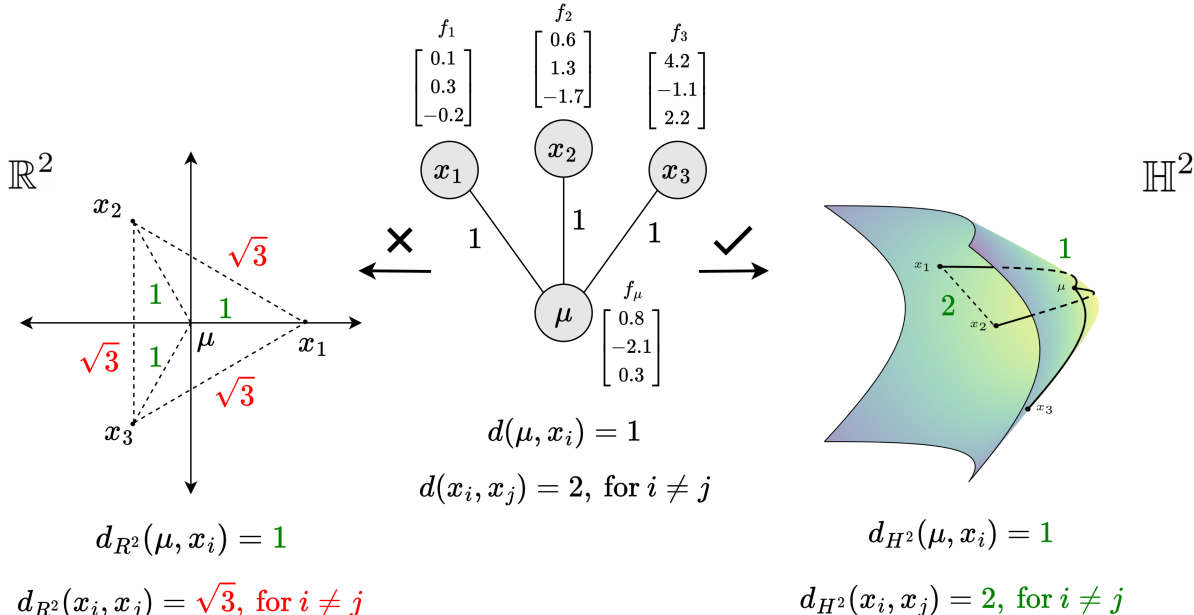 f₁
[0.1
0.3
−0.2]
f₂
[0.6
1.3
−1.7]
f₃
[4.2
−1.1
2.2]
x₁
x₂
x₃
1
1
1
μ
f_μ
[0.8
−2.1
0.3]
d(μ, xᵢ) = 1
d(xᵢ, xⱼ) = 2, for i ≠ j
ℝ²
x₂
√3
1
1
μ
x₁
√3
1
√3
x₃
d_{R²}(μ, xᵢ) = 1
d_{R²}(xᵢ, xⱼ) = √3, for i ≠ j
ℍ²
1
x₁
μ
2
x₂
x₃
d_{H²}(μ, xᵢ) = 1
d_{H²}(xᵢ, xⱼ) = 2, for i ≠ j